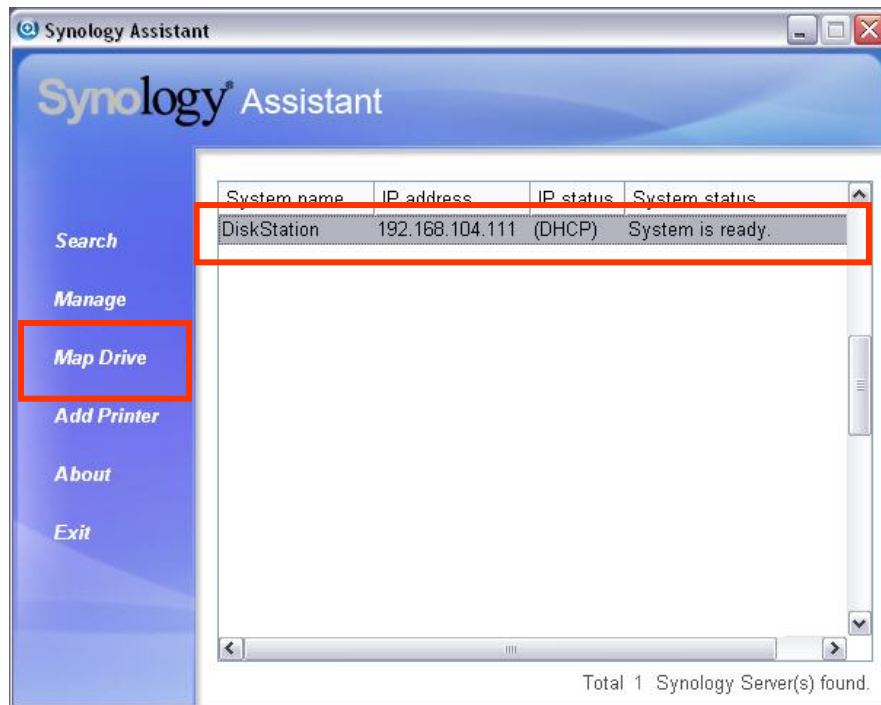 Synology Assistant
Synology® Assistant
System name IP address IP status System status
DiskStation 192.168.104.111 (DHCP) System is ready.
Search
Manage
Map Drive
Add Printer
About
Exit
Total 1 Synology Server(s) found.